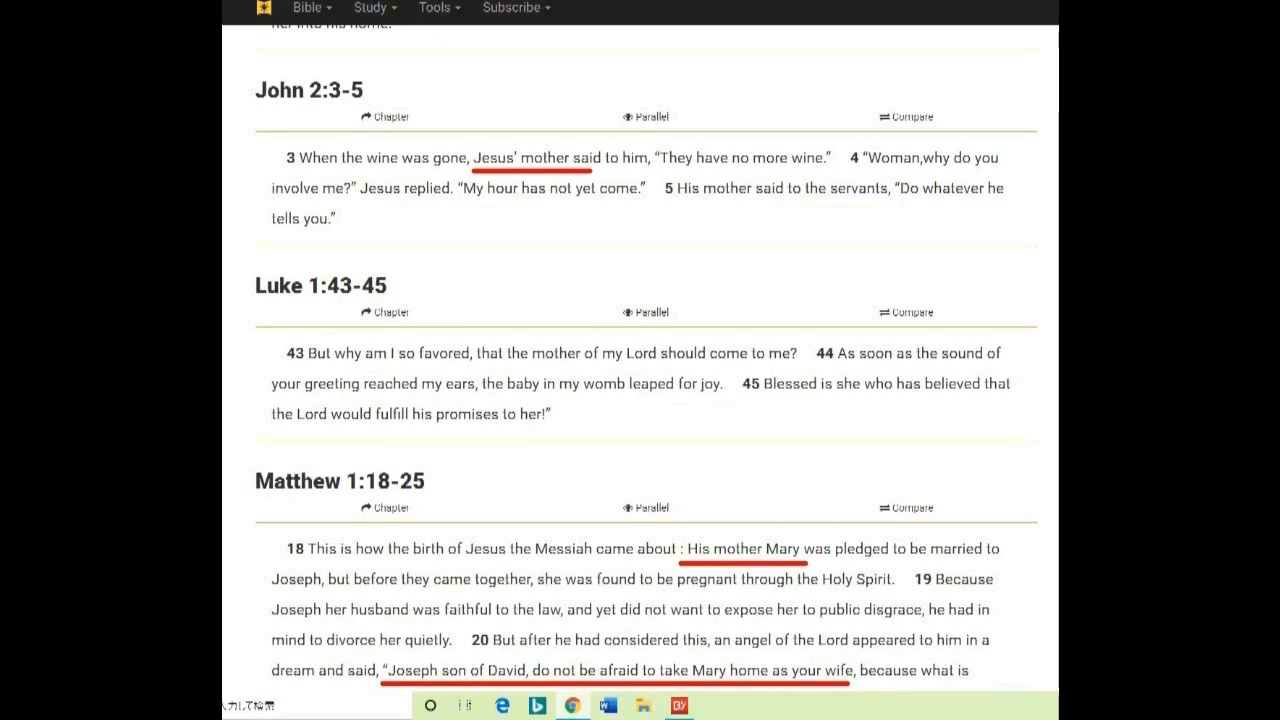 Bible Study Tools Subscribe
her into his home.
John 2:3-5
Chapter Parallel Compare
3 When the wine was gone, Jesus’ mother said to him, “They have no more wine.” 4 “Woman,why do you
involve me?” Jesus replied. “My hour has not yet come.” 5 His mother said to the servants, “Do whatever he
tells you.”
Luke 1:43-45
Chapter Parallel Compare
43 But why am I so favored, that the mother of my Lord should come to me? 44 As soon as the sound of
your greeting reached my ears, the baby in my womb leaped for joy. 45 Blessed is she who has believed that
the Lord would fulfill his promises to her!”
Matthew 1:18-25
Chapter Parallel Compare
18 This is how the birth of Jesus the Messiah came about : His mother Mary was pledged to be married to
Joseph, but before they came together, she was found to be pregnant through the Holy Spirit. 19 Because
Joseph her husband was faithful to the law, and yet did not want to expose her to public disgrace, he had in
mind to divorce her quietly. 20 But after he had considered this, an angel of the Lord appeared to him in a
dream and said, “Joseph son of David, do not be afraid to take Mary home as your wife, because what is
力して検索